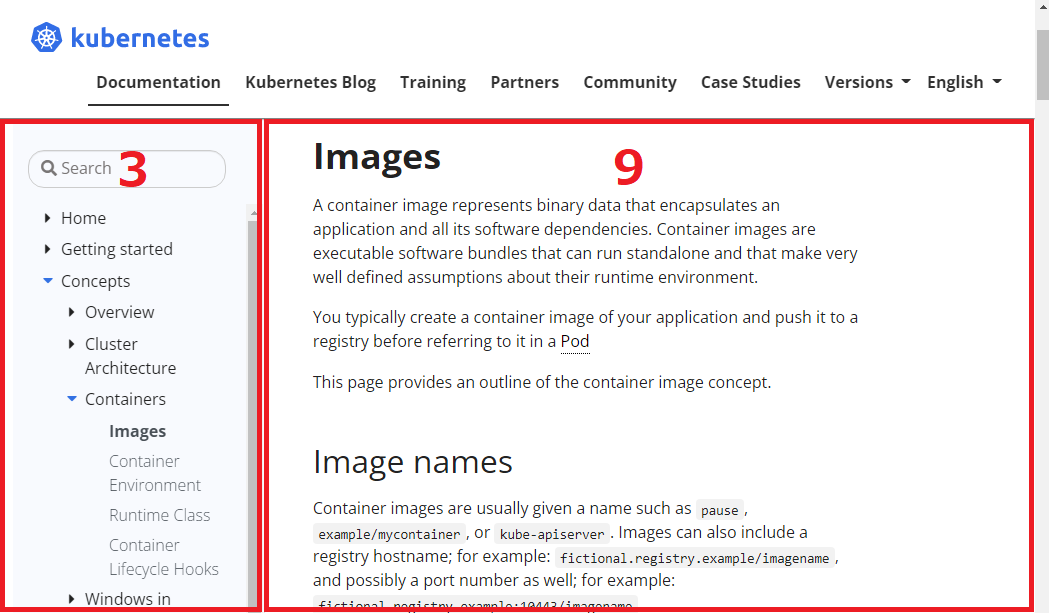 kubernetes
Documentation Kubernetes Blog Training Partners Community Case Studies Versions English
Search 3
Home
Getting started
Concepts
Overview
Cluster
Architecture
Containers
Images
Container
Environment
Runtime Class
Container
Lifecycle Hooks
Windows in
Images 9
A container image represents binary data that encapsulates an
application and all its software dependencies. Container images are
executable software bundles that can run standalone and that make very
well defined assumptions about their runtime environment.
You typically create a container image of your application and push it to a
registry before referring to it in a Pod
This page provides an outline of the container image concept.
Image names
Container images are usually given a name such as pause,
example/mycontainer, or kube-apiserver. Images can also include a
registry hostname; for example: fictional.registry.example/imagename,
and possibly a port number as well; for example:
fictional.registry.example:10443/imagename